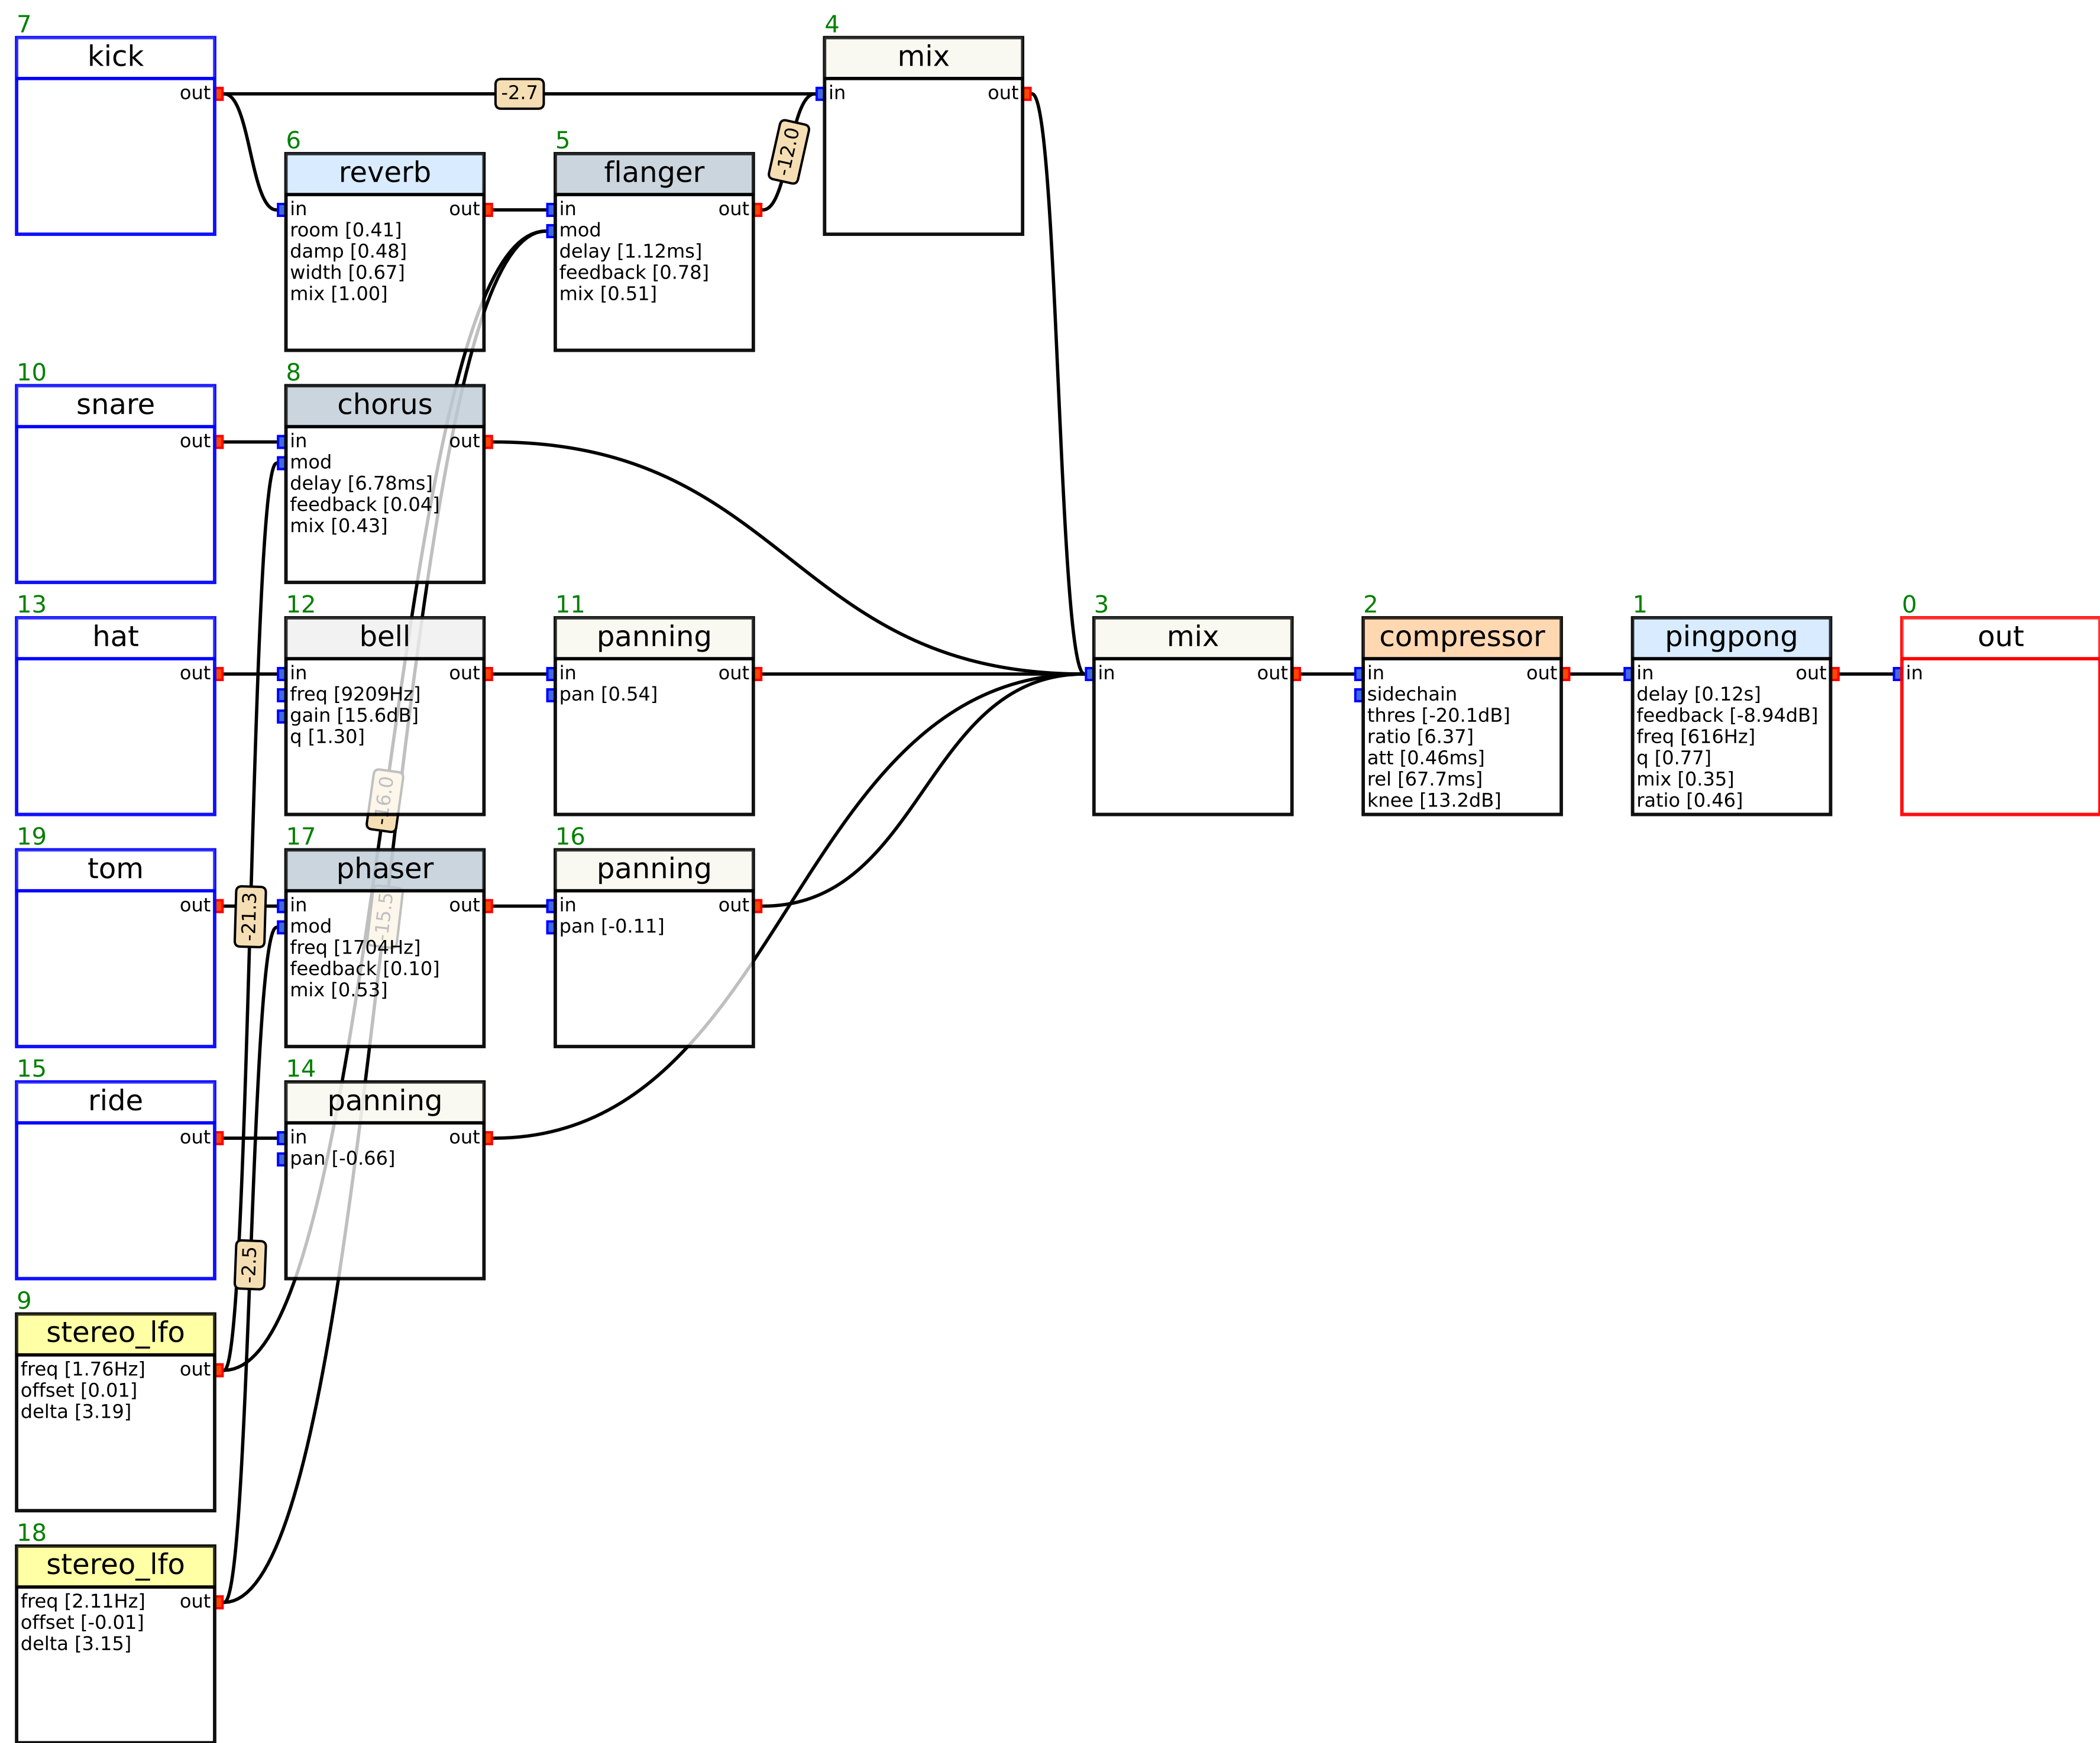 7
kick
out
-2.7
4
mix
in
out
-12.0
6
reverb
in
out
room [0.41]
damp [0.48]
width [0.67]
mix [1.00]
5
flanger
in
out
mod
delay [1.12ms]
feedback [0.78]
mix [0.51]
10
snare
out
8
chorus
in
out
mod
delay [6.78ms]
feedback [0.04]
mix [0.43]
13
hat
out
12
bell
in
out
freq [9209Hz]
gain [15.6dB]
q [1.30]
11
panning
in
out
pan [0.54]
3
mix
in
out
2
compressor
in
out
sidechain
thres [-20.1dB]
ratio [6.37]
att [0.46ms]
rel [67.7ms]
knee [13.2dB]
1
pingpong
in
out
delay [0.12s]
feedback [-8.94dB]
freq [616Hz]
q [0.77]
mix [0.35]
ratio [0.46]
0
out
in
-16.0
19
tom
out
-21.3
17
phaser
in
out
mod
freq [1704Hz]
feedback [0.10]
mix [0.53]
-15.5
16
panning
in
out
pan [-0.11]
15
ride
out
14
panning
in
out
pan [-0.66]
-2.5
9
stereo_lfo
freq [1.76Hz]
out
offset [0.01]
delta [3.19]
18
stereo_lfo
freq [2.11Hz]
out
offset [-0.01]
delta [3.15]